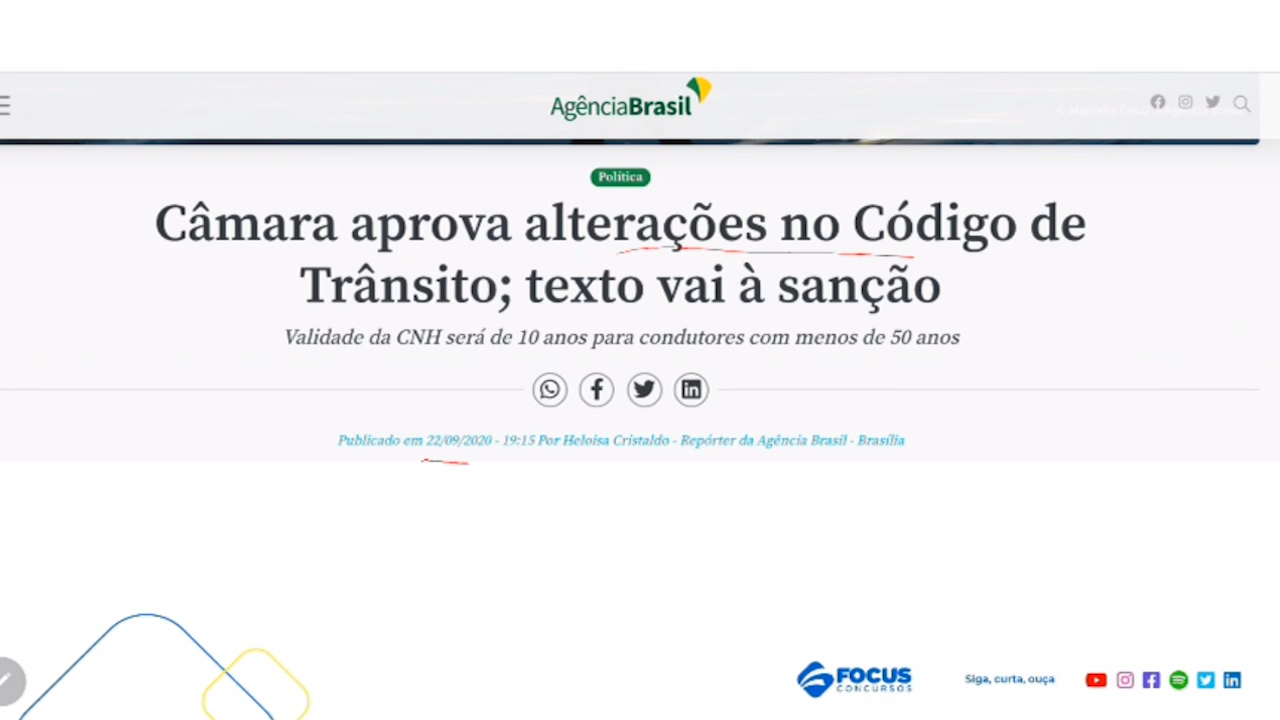 AgênciaBrasil
Política
Câmara aprova alterações no Código de
Trânsito; texto vai à sanção
Validade da CNH será de 10 anos para condutores com menos de 50 anos
Publicado em 22/09/2020 - 19:15 Por Heloisa Cristaldo - Repórter da Agência Brasil - Brasília
FOCUS
CONCURSOS
Siga, curta, ouça